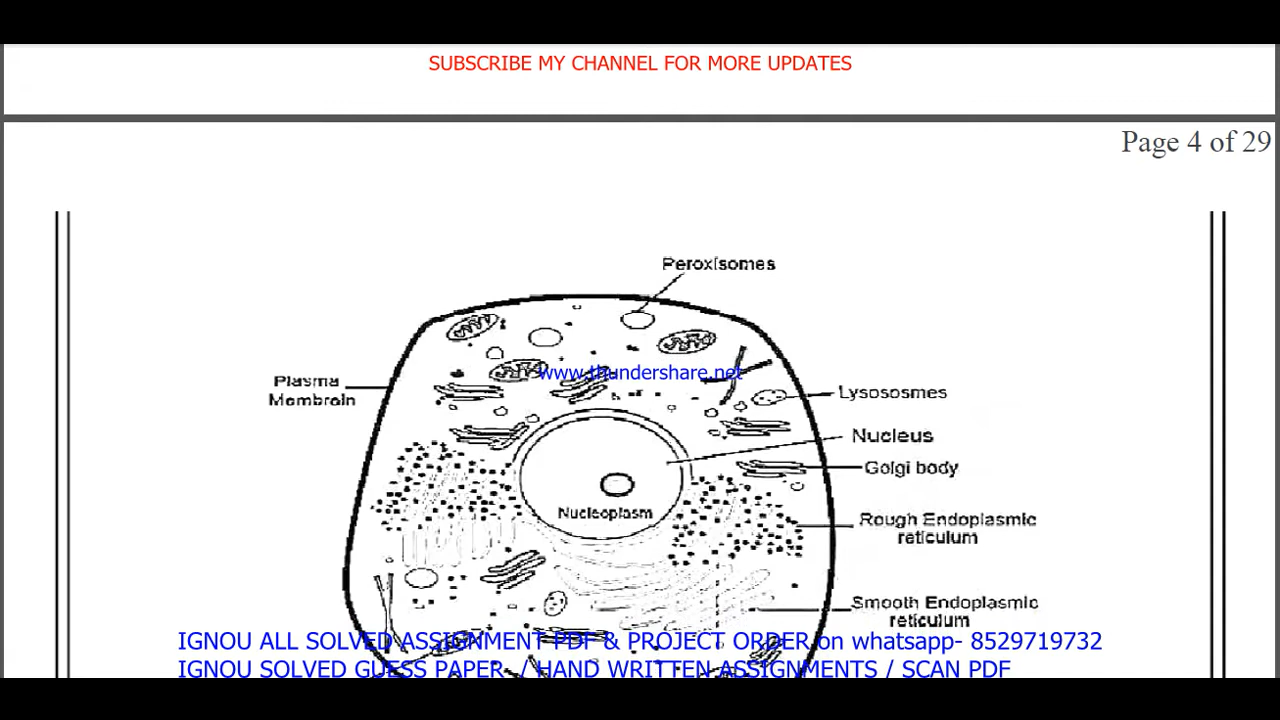 SUBSCRIBE MY CHANNEL FOR MORE UPDATES
Page 4 of 29
Peroxisomes
Plasma
Membrain
www.thundershare.net
Lysososmes
Nucleus
Golgi body
Nucleoplasm
Rough Endoplasmic
reticulum
Smooth Endoplasmic
reticulum
IGNOU ALL SOLVED ASSIGNMENT PDF & PROJECT ORDER on whatsapp- 8529719732
IGNOU SOLVED GUESS PAPER / HAND WRITTEN ASSIGNMENTS / SCAN PDF